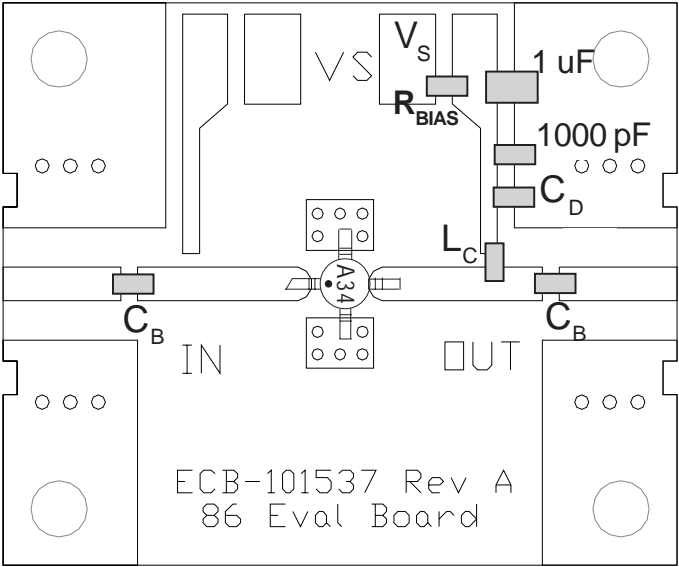 VS
VS
1 uF
RBIAS
1000 pF
CD
LC
A34
CB
CB
IN
OUT
ECB-101537 Rev A
86 Eval Board